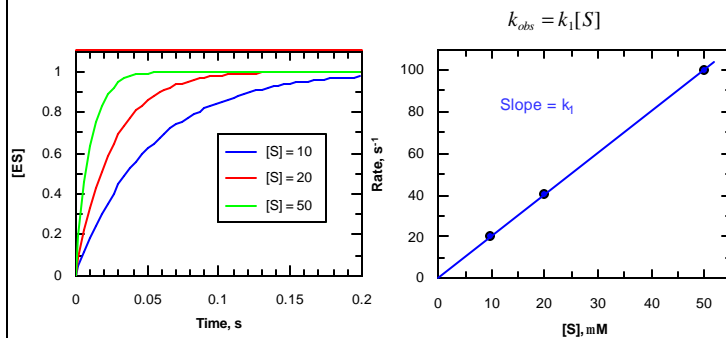 k_obs = k_1[S]
[ES]
1
0.8
0.6
0.4
0.2
0
0
0.05
0.1
0.15
0.2
Time, s
[S] = 10
[S] = 20
[S] = 50
Rate, s^-1
100
80
60
40
20
0
0
10
20
30
40
50
[S], mM
Slope = k_1